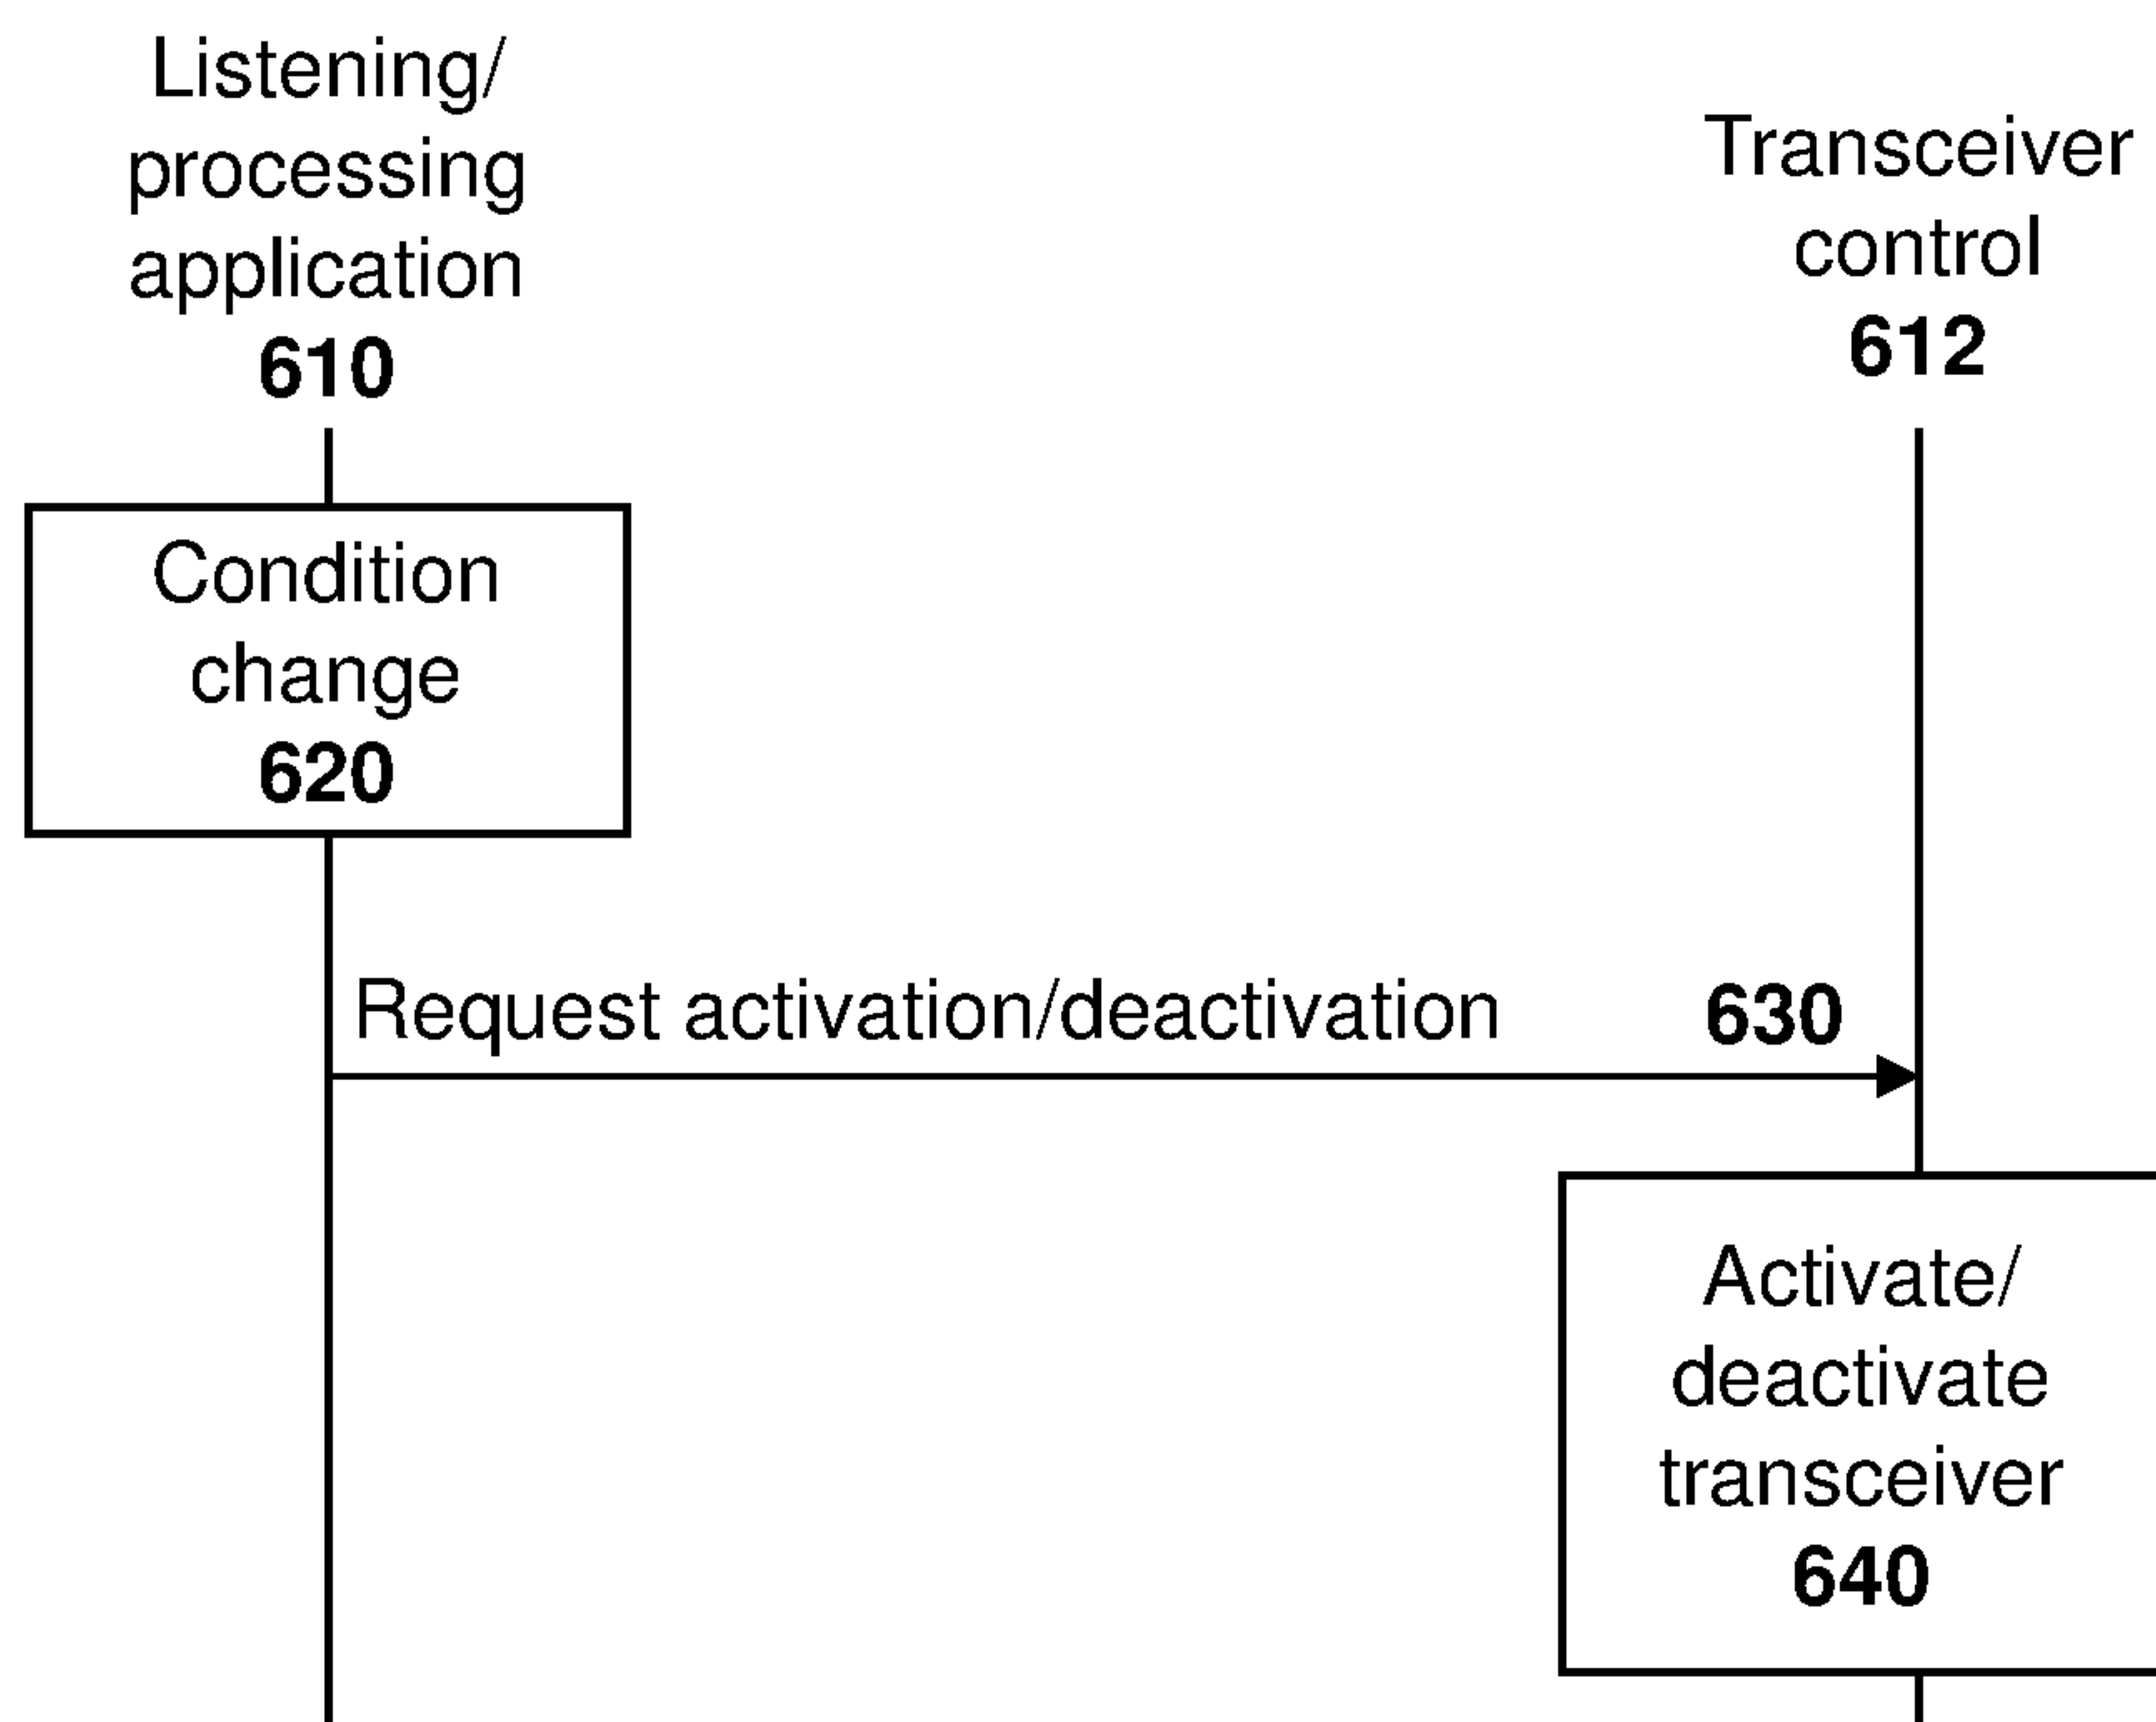 Listening/
processing
application
610
Transceiver
control
612
Condition
change
620
Request activation/deactivation 630
Activate/
deactivate
transceiver
640